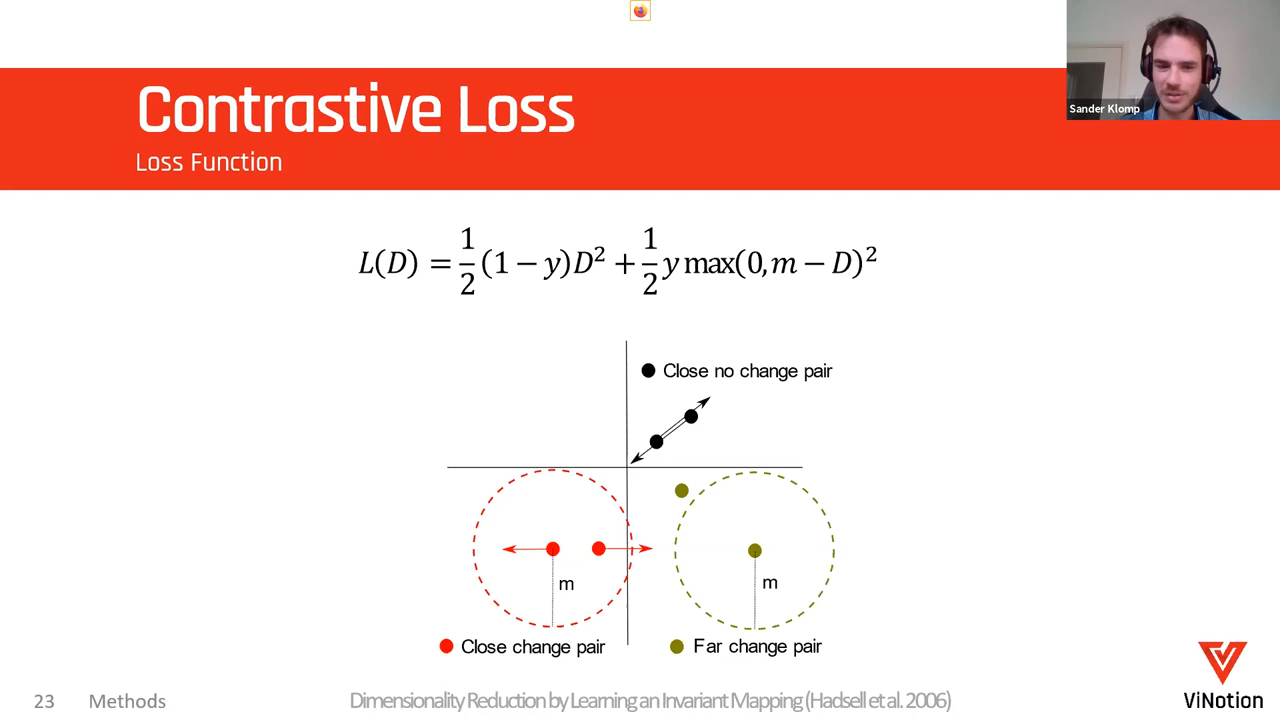 Contrastive Loss
Loss Function
Sander Klomp
L(D) = 1/2 (1 − y)D² + 1/2 y max(0, m − D)²
Close no change pair
m
m
Close change pair
Far change pair
23 Methods
Dimensionality Reduction by Learning an Invariant Mapping (Hadsell et al. 2006)
ViNotion